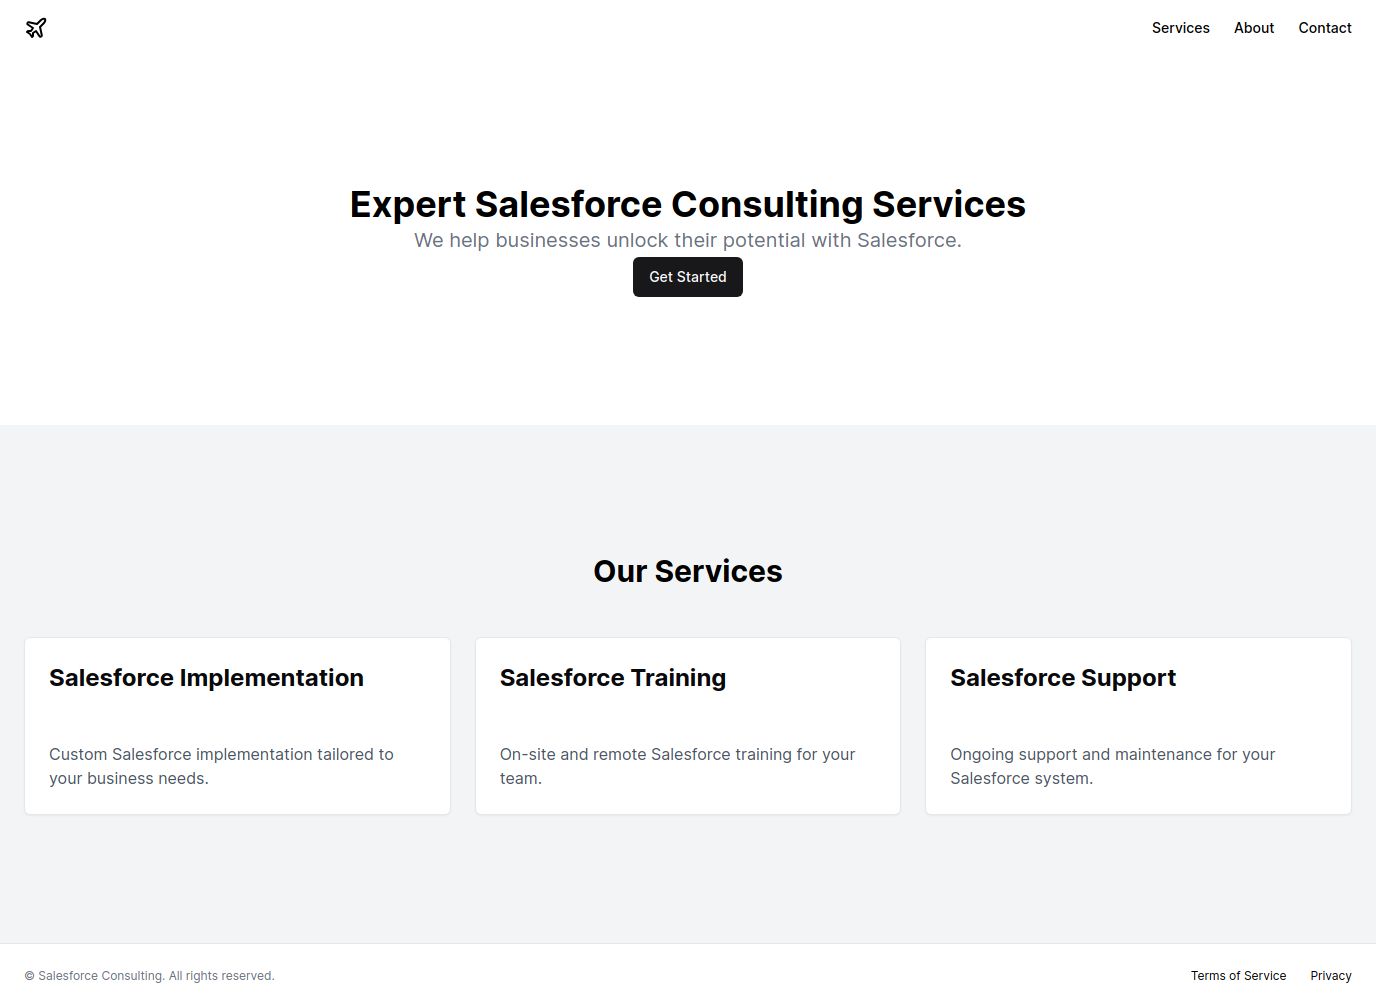 Services About Contact
Expert Salesforce Consulting Services
We help businesses unlock their potential with Salesforce.
Get Started
Our Services
Salesforce Implementation
Custom Salesforce implementation tailored to
your business needs.
Salesforce Training
On-site and remote Salesforce training for your
team.
Salesforce Support
Ongoing support and maintenance for your
Salesforce system.
© Salesforce Consulting. All rights reserved.
Terms of Service Privacy